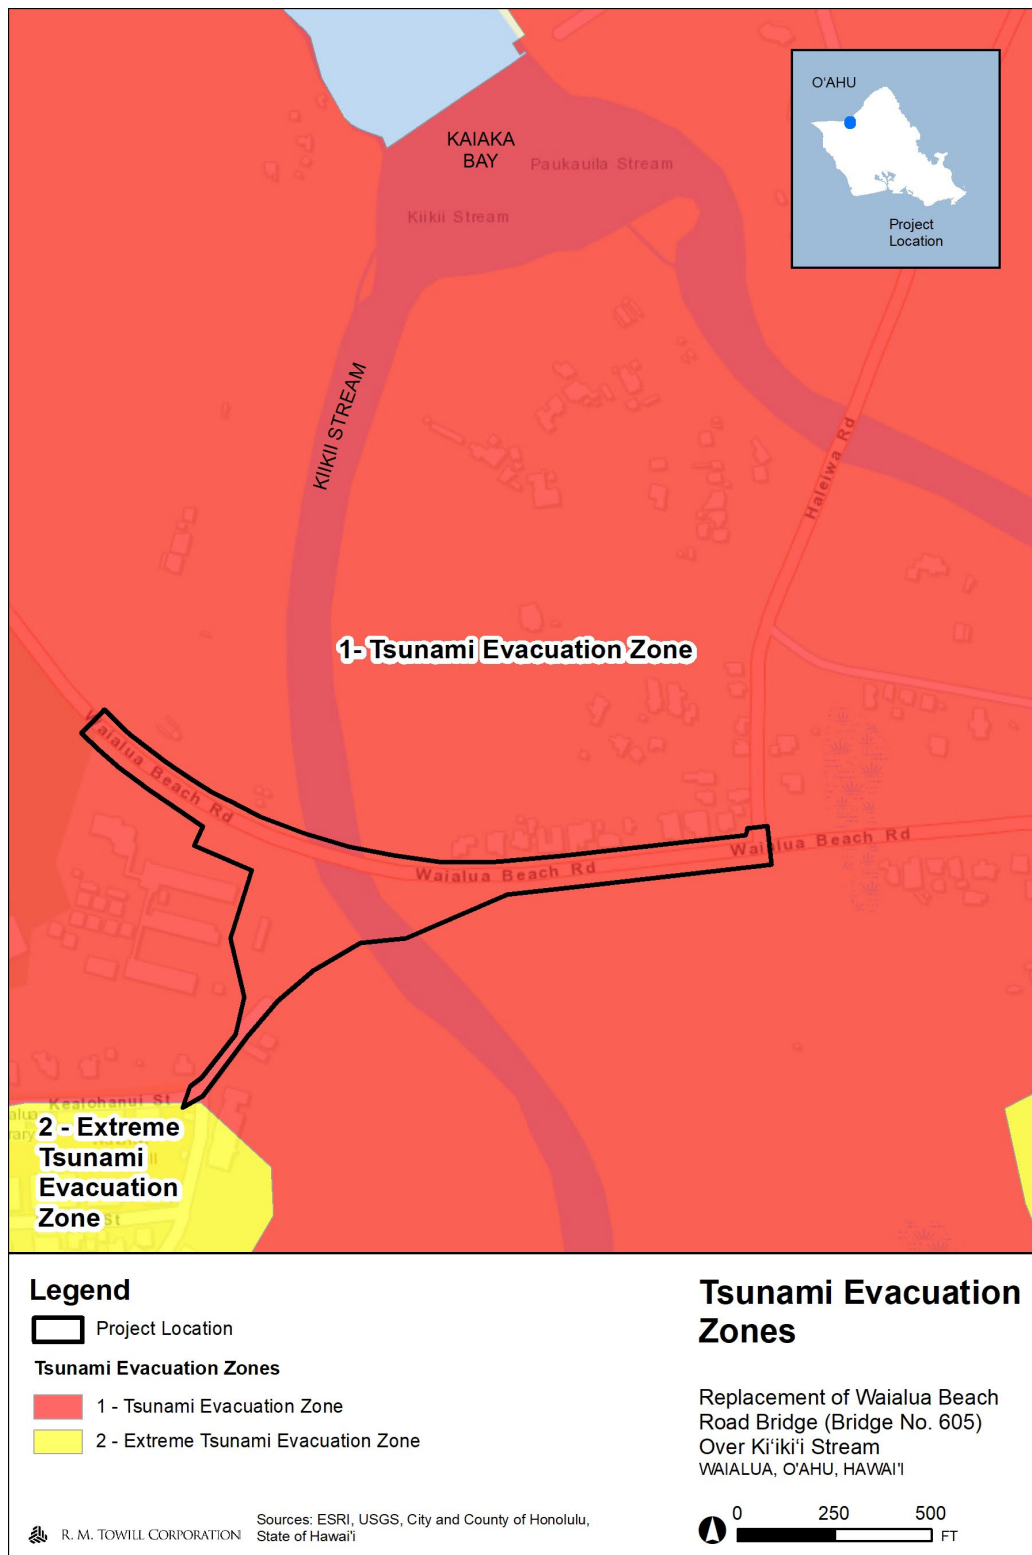 O'AHU
Project
Location
KAIAKA
BAY
Paukauila Stream
Kiikii Stream
KIIKII STREAM
Haleiwa Rd
1- Tsunami Evacuation Zone
Waialua Beach Rd
Waialua Beach Rd
Waialua Beach Rd
Kealohanui St
2 - Extreme
Tsunami
Evacuation
Zone
St
Legend
Project Location
Tsunami Evacuation Zones
1 - Tsunami Evacuation Zone
2 - Extreme Tsunami Evacuation Zone
Tsunami Evacuation
Zones
Replacement of Waialua Beach
Road Bridge (Bridge No. 605)
Over Ki‘iki‘i Stream
WAIALUA, O'AHU, HAWAI'I
R. M. TOWILL CORPORATION
Sources: ESRI, USGS, City and County of Honolulu,
State of Hawai'i
0 250 500
FT